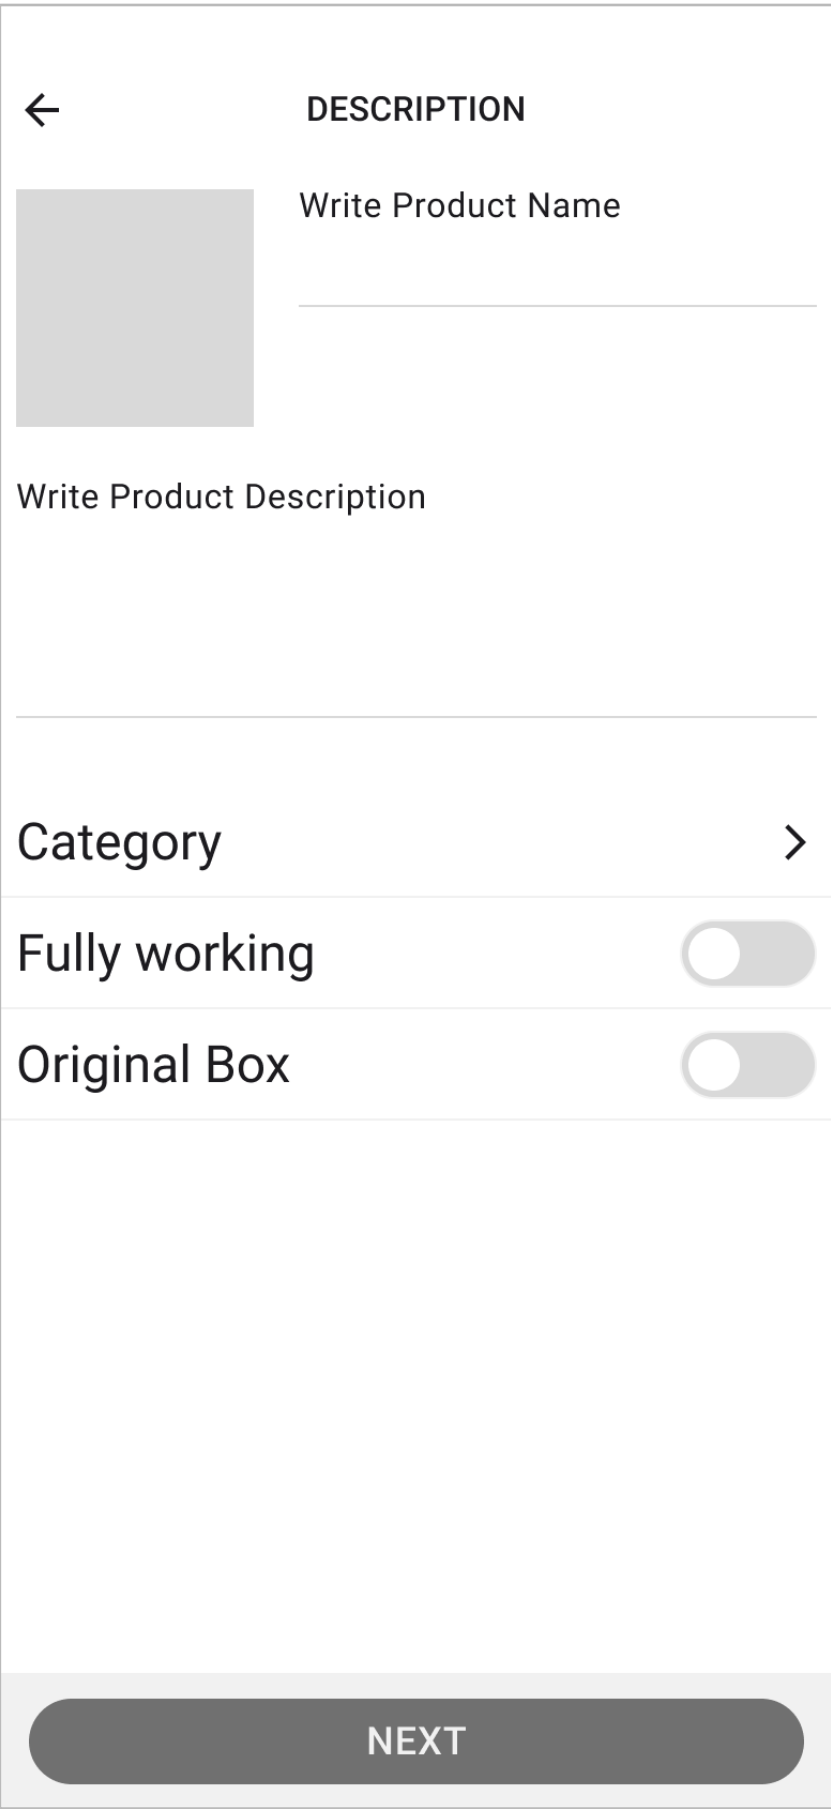 DESCRIPTION
Write Product Name
Write Product Description
Category
Fully working
Original Box
NEXT